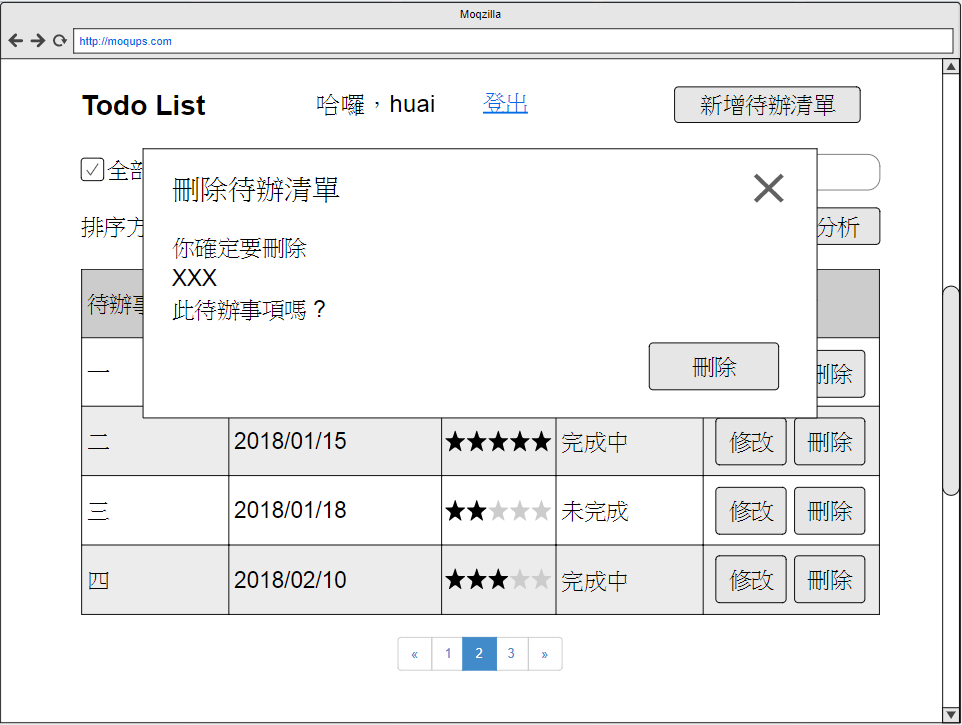 Moqzilla
http://moqups.com
Todo List 哈囉，huai 登出 新增待辦清單
全部
刪除待辦清單
排序方 分析
你確定要刪除
XXX
此待辦事項嗎？
待辦事
刪除
一 刪除
二 2018/01/15 ★★★★★ 完成中 修改 刪除
三 2018/01/18 ★★★★★ 未完成 修改 刪除
四 2018/02/10 ★★★★★ 完成中 修改 刪除
« 1 2 3 »